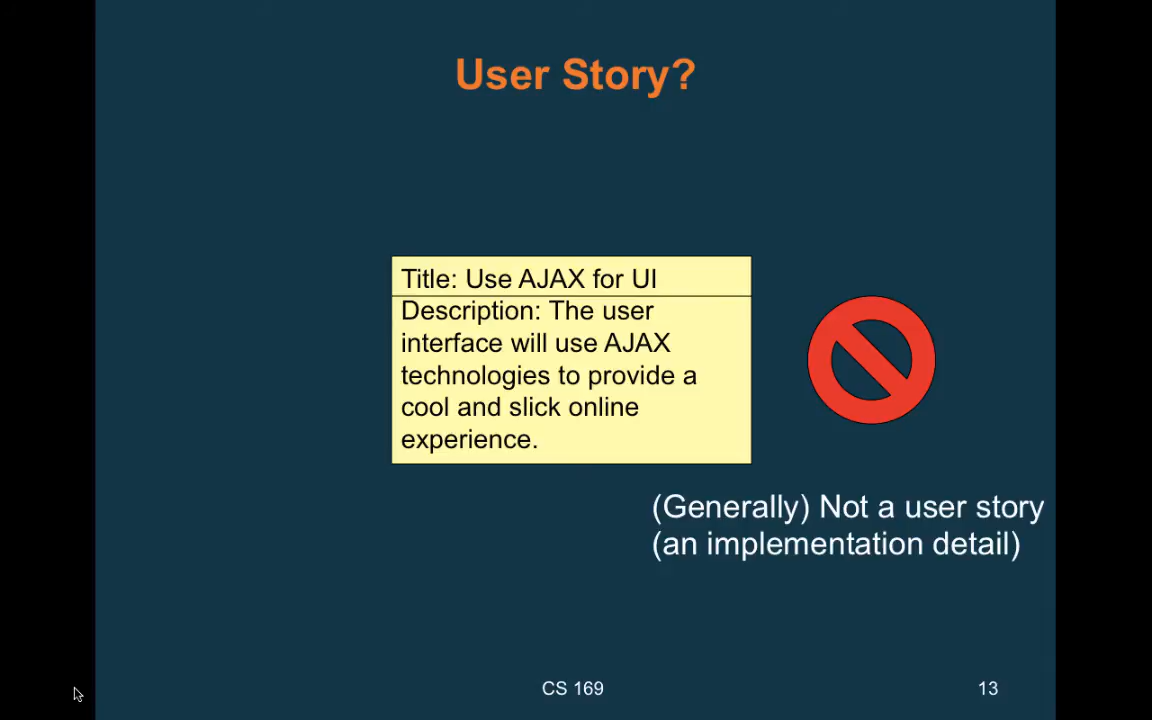 User Story?
Title: Use AJAX for UI
Description: The user
interface will use AJAX
technologies to provide a
cool and slick online
experience.
(Generally) Not a user story
(an implementation detail)
CS 169
13